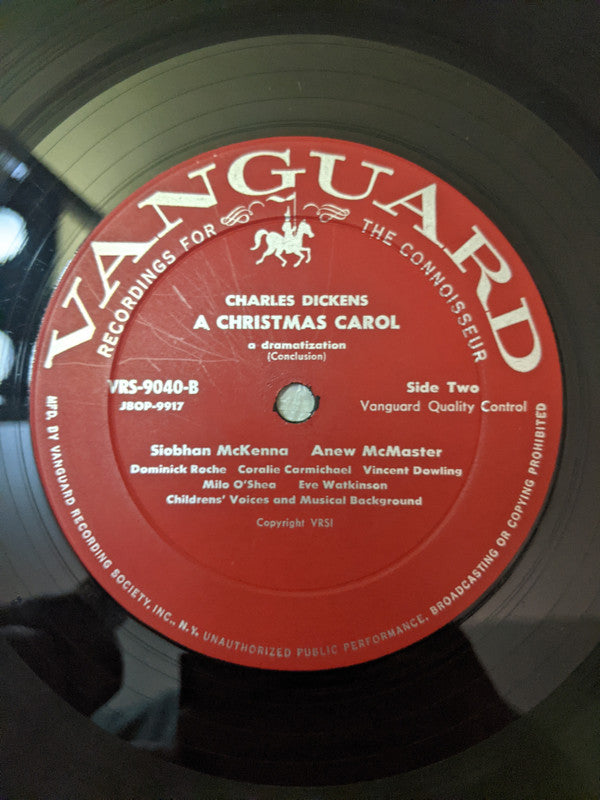 VANGUARD
RECORDINGS FOR THE CONNOISSEUR
CHARLES DICKENS
A CHRISTMAS CAROL
a dramatization
(Conclusion)
VRS-9040-B
JBOP-9917
Side Two
Vanguard Quality Control
Siobhan McKenna Anew McMaster
Dominick Roche Coralie Carmichael Vincent Dowling
Milo O'Shea Eve Watkinson
Childrens' Voices and Musical Background
Copyright VRSI
MFD. BY VANGUARD RECORDING SOCIETY, INC., N.Y. UNAUTHORIZED PUBLIC PERFORMANCE, BROADCASTING OR COPYING PROHIBITED